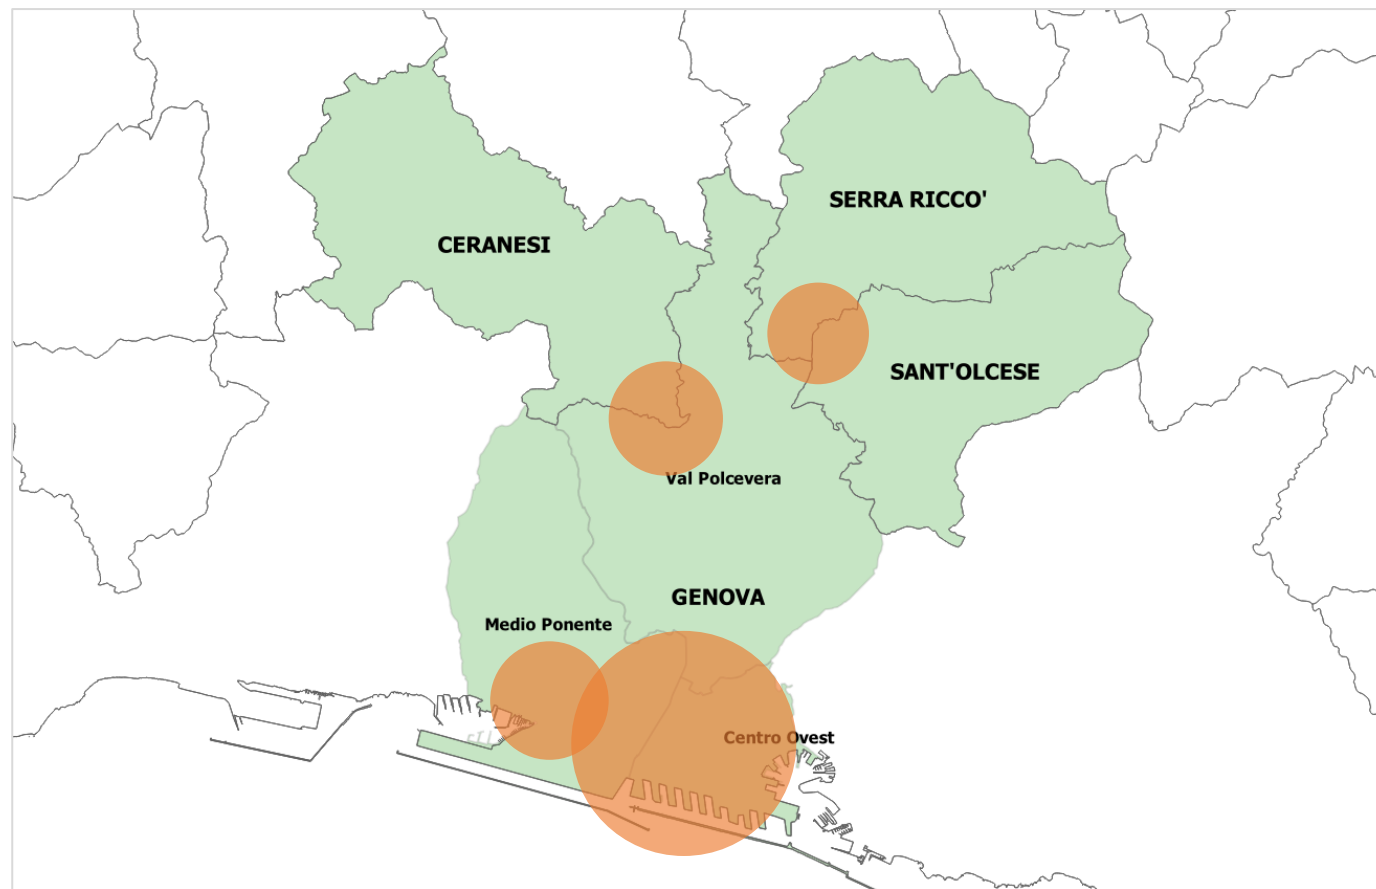 SERRA RICCO'
CERANESI
SANT'OLCESE
Val Polcevera
GENOVA
Medio Ponente
Centro Ovest